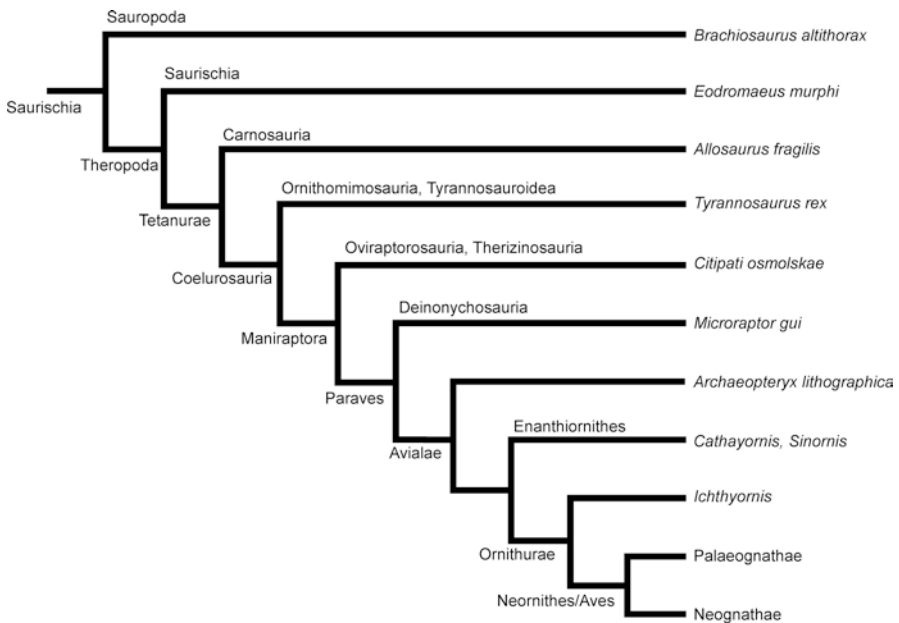 Sauropoda
Brachiosaurus altithorax
Saurischia
Saurischia
Eodromaeus murphi
Carnosauria
Theropoda
Allosaurus fragilis
Ornithomimosauria, Tyrannosauroidea
Tetanurae
Tyrannosaurus rex
Oviraptorosauria, Therizinosauria
Coelurosauria
Citipati osmolskae
Deinonychosauria
Maniraptora
Microraptor gui
Paraves
Archaeopteryx lithographica
Enanthiornithes
Avialae
Cathayornis, Sinornis
Ichthyornis
Ornithurae
Palaeognathae
Neornithes/Aves
Neognathae